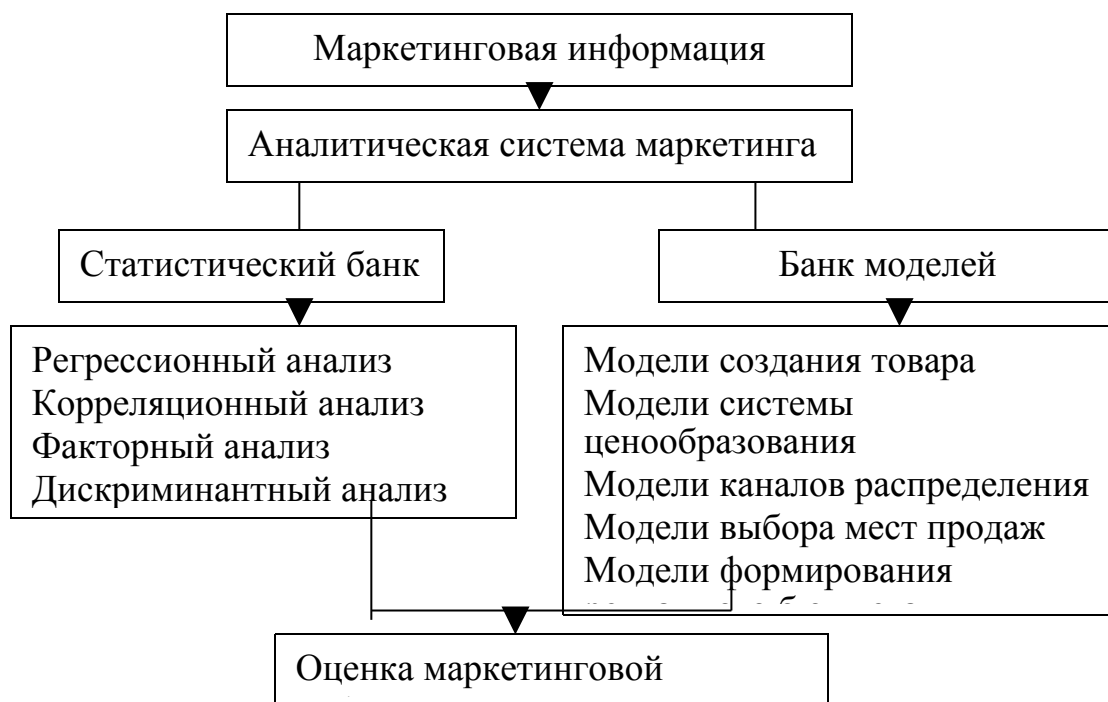 Маркетинговая информация
Аналитическая система маркетинга
Статистический банк
Банк моделей
Регрессионный анализ
Корреляционный анализ
Факторный анализ
Дискриминантный анализ
Модели создания товара
Модели системы
ценообразования
Модели каналов распределения
Модели выбора мест продаж
Модели формирования
Оценка маркетинговой